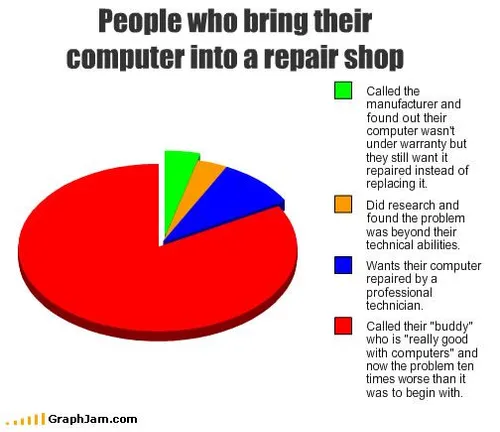 People who bring their
computer into a repair shop
Called the
manufacturer and
found out their
computer wasn't
under warranty but
they still want it
repaired instead of
replacing it.
Did research and
found the problem
was beyond their
technical abilities.
Wants their computer
repaired by a
professional
technician.
Called their "buddy"
who is "really good
with computers" and
now the problem ten
times worse than it
was to begin with.
GraphJam.com